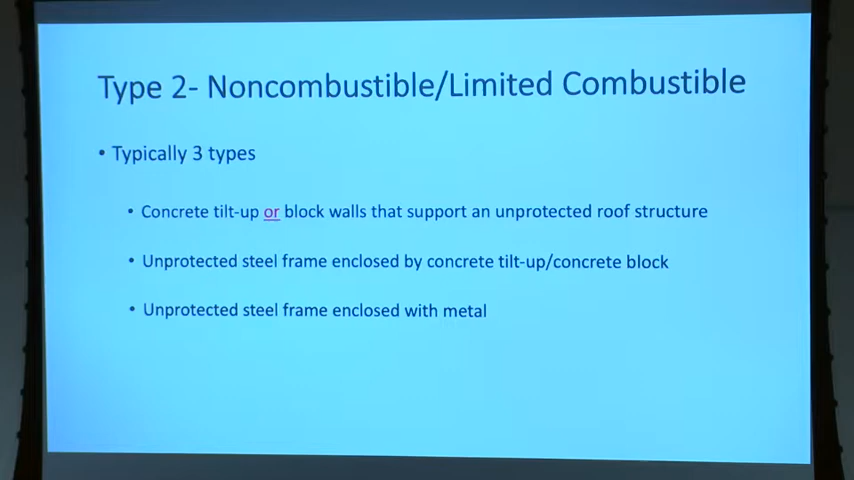 Type 2- Noncombustible/Limited Combustible
• Typically 3 types
• Concrete tilt-up or block walls that support an unprotected roof structure
• Unprotected steel frame enclosed by concrete tilt-up/concrete block
• Unprotected steel frame enclosed with metal